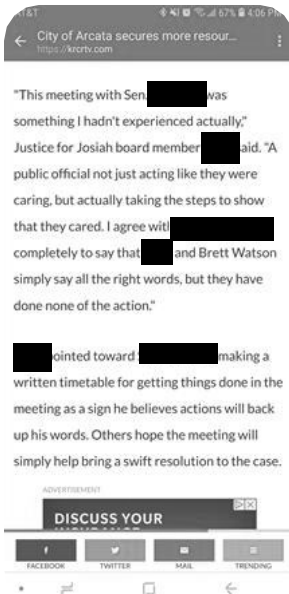 AT&T 67% 4:06 PM
City of Arcata secures more resour...
https://krcrtv.com
"This meeting with Sen. was
something I hadn't experienced actually,"
Justice for Josiah board member said. "A
public official not just acting like they were
caring, but actually taking the steps to show
that they cared. I agree with
completely to say that and Brett Watson
simply say all the right words, but they have
done none of the action."
pointed toward making a
written timetable for getting things done in the
meeting as a sign he believes actions will back
up his words. Others hope the meeting will
simply help bring a swift resolution to the case.
ADVERTISEMENT
DISCUSS YOUR
FACEBOOK TWITTER MAIL TRENDING